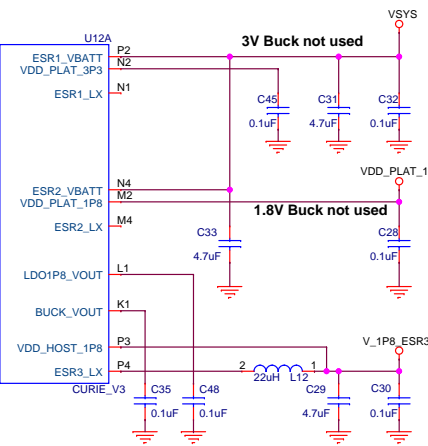 VSYS
U12A
3V Buck not used
ESR1_VBATT P2
VDD_PLAT_3P3 N2
ESR1_LX N1
C45 0.1uF
C31 4.7uF
C32 0.1uF
VDD_PLAT_1
ESR2_VBATT N4
VDD_PLAT_1P8 M2
1.8V Buck not used
ESR2_LX M4
C33 4.7uF
C28 0.1uF
LDO1P8_VOUT L1
BUCK_VOUT K1
V_1P8_ESR3
VDD_HOST_1P8 P3
ESR3_LX P4
2 22uH L12 1
CURIE_V3
C35 0.1uF
C48 0.1uF
C29 4.7uF
C30 0.1uF